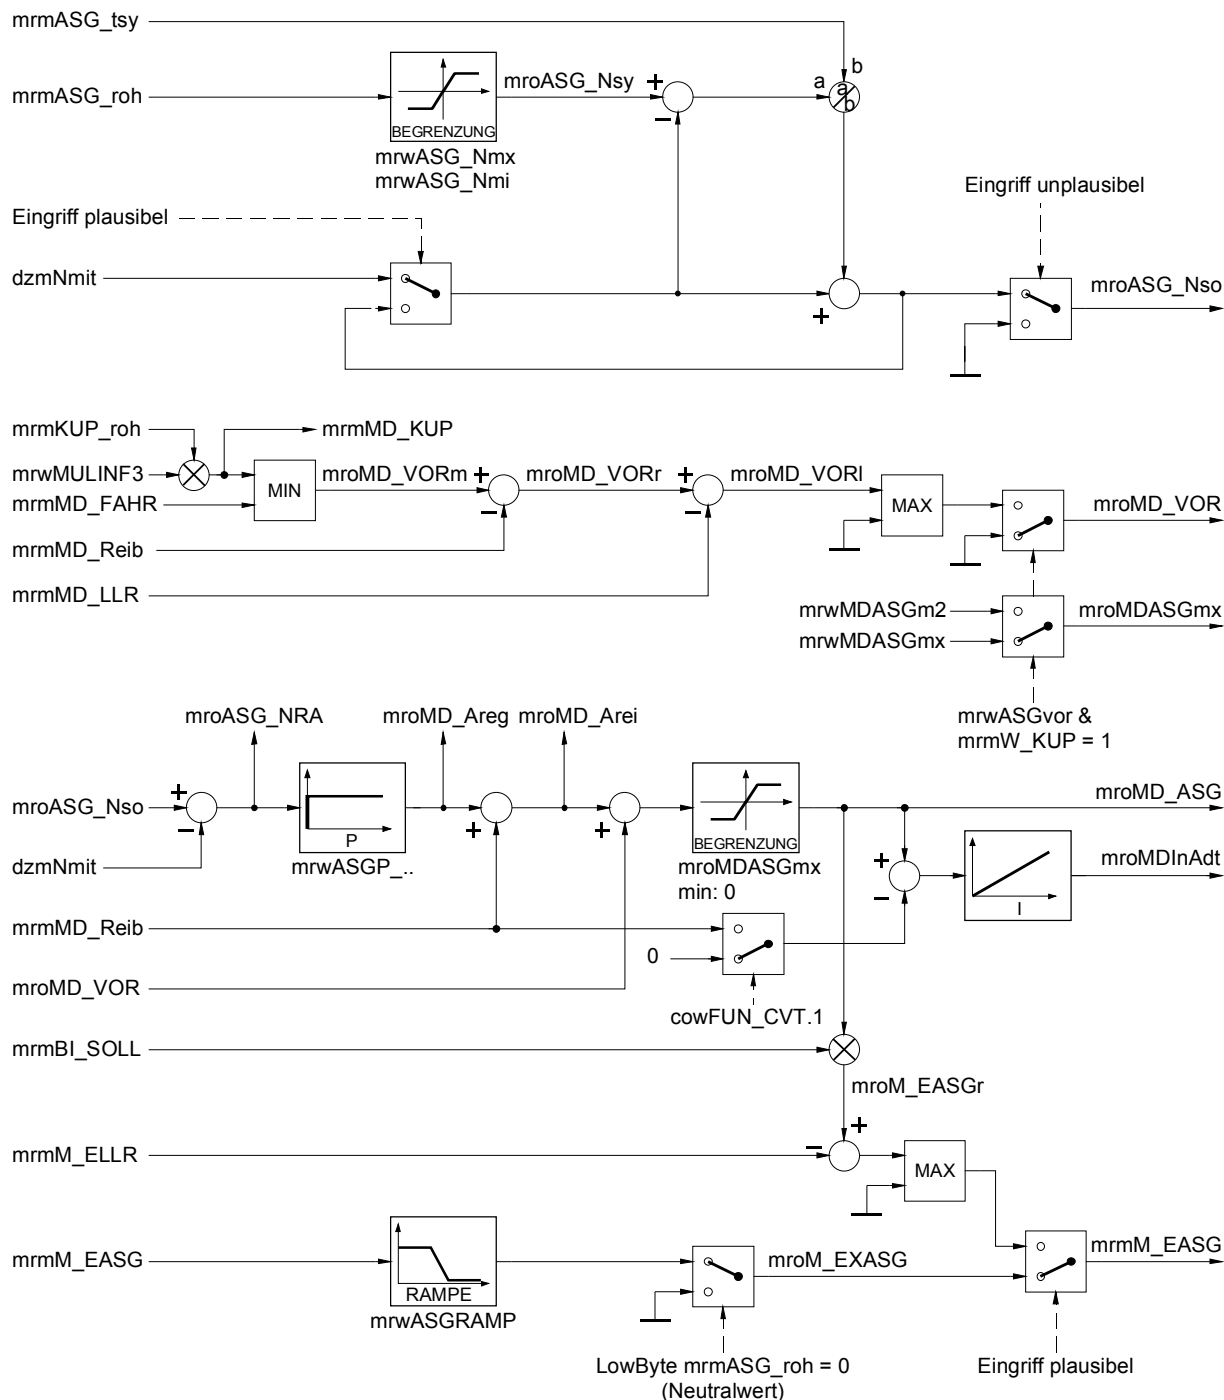 mrmASG_tsy
b
mrmASG_roh
BEGRENZUNG
mroASG_Nsy
+
−
a
a
b
mrwASG_Nmx
mrwASG_Nmi
Eingriff unplausibel
Eingriff plausibel
dzmNmit
+
mroASG_Nso
mrmKUP_roh
mrmMD_KUP
mrwMULINF3
MIN
mroMD_VORm
+
−
mroMD_VORr
+
−
mroMD_VORl
MAX
mroMD_VOR
mrmMD_FAHR
mrmMD_Reib
mrmMD_LLR
mrwMDASGm2
mroMDASGmx
mrwMDASGmx
mrwASGvor &
mrmW_KUP = 1
mroASG_NRA
mroMD_Areg
mroMD_Arei
mroASG_Nso
+
−
P
mrwASGP_..
+
+
BEGRENZUNG
mroMDASGmx
min: 0
mroMD_ASG
+
−
I
mroMDInAdt
dzmNmit
mrmMD_Reib
0
mroMD_VOR
cowFUN_CVT.1
mrmBI_SOLL
mroM_EASGr
+
−
mrmM_ELLR
MAX
mrmM_EASG
RAMPE
mrwASGRAMP
mroM_EXASG
mrmM_EASG
LowByte mrmASG_roh = 0
(Neutralwert)
Eingriff plausibel